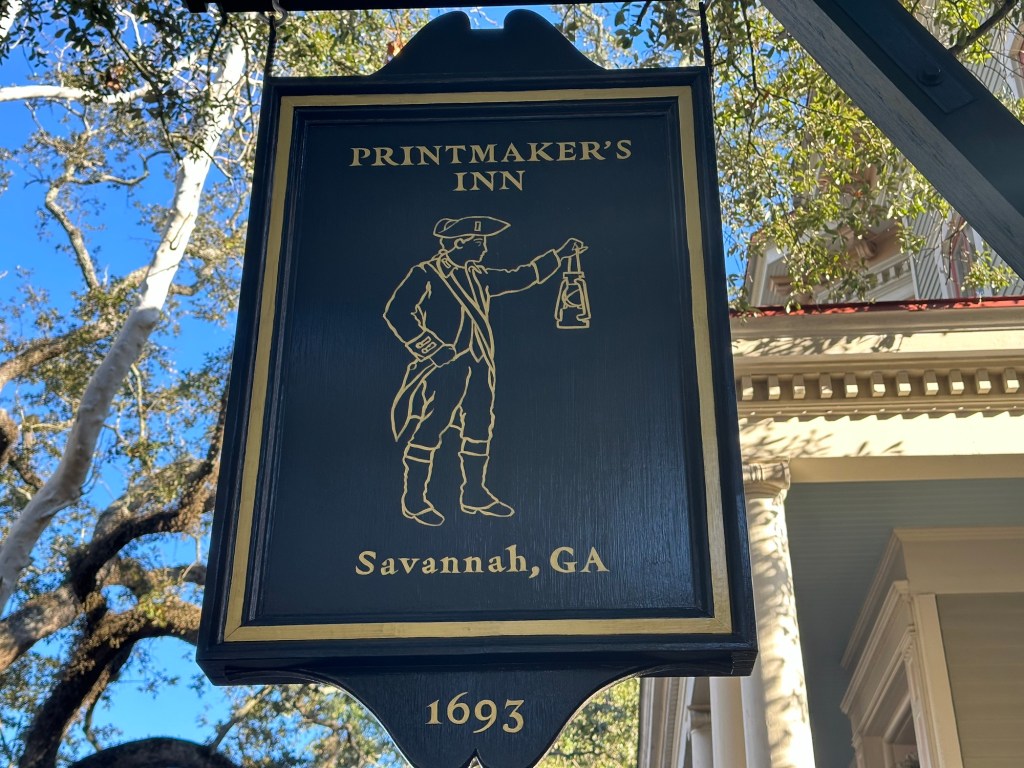 PRINTMAKER'S
INN
Savannah, GA
1693